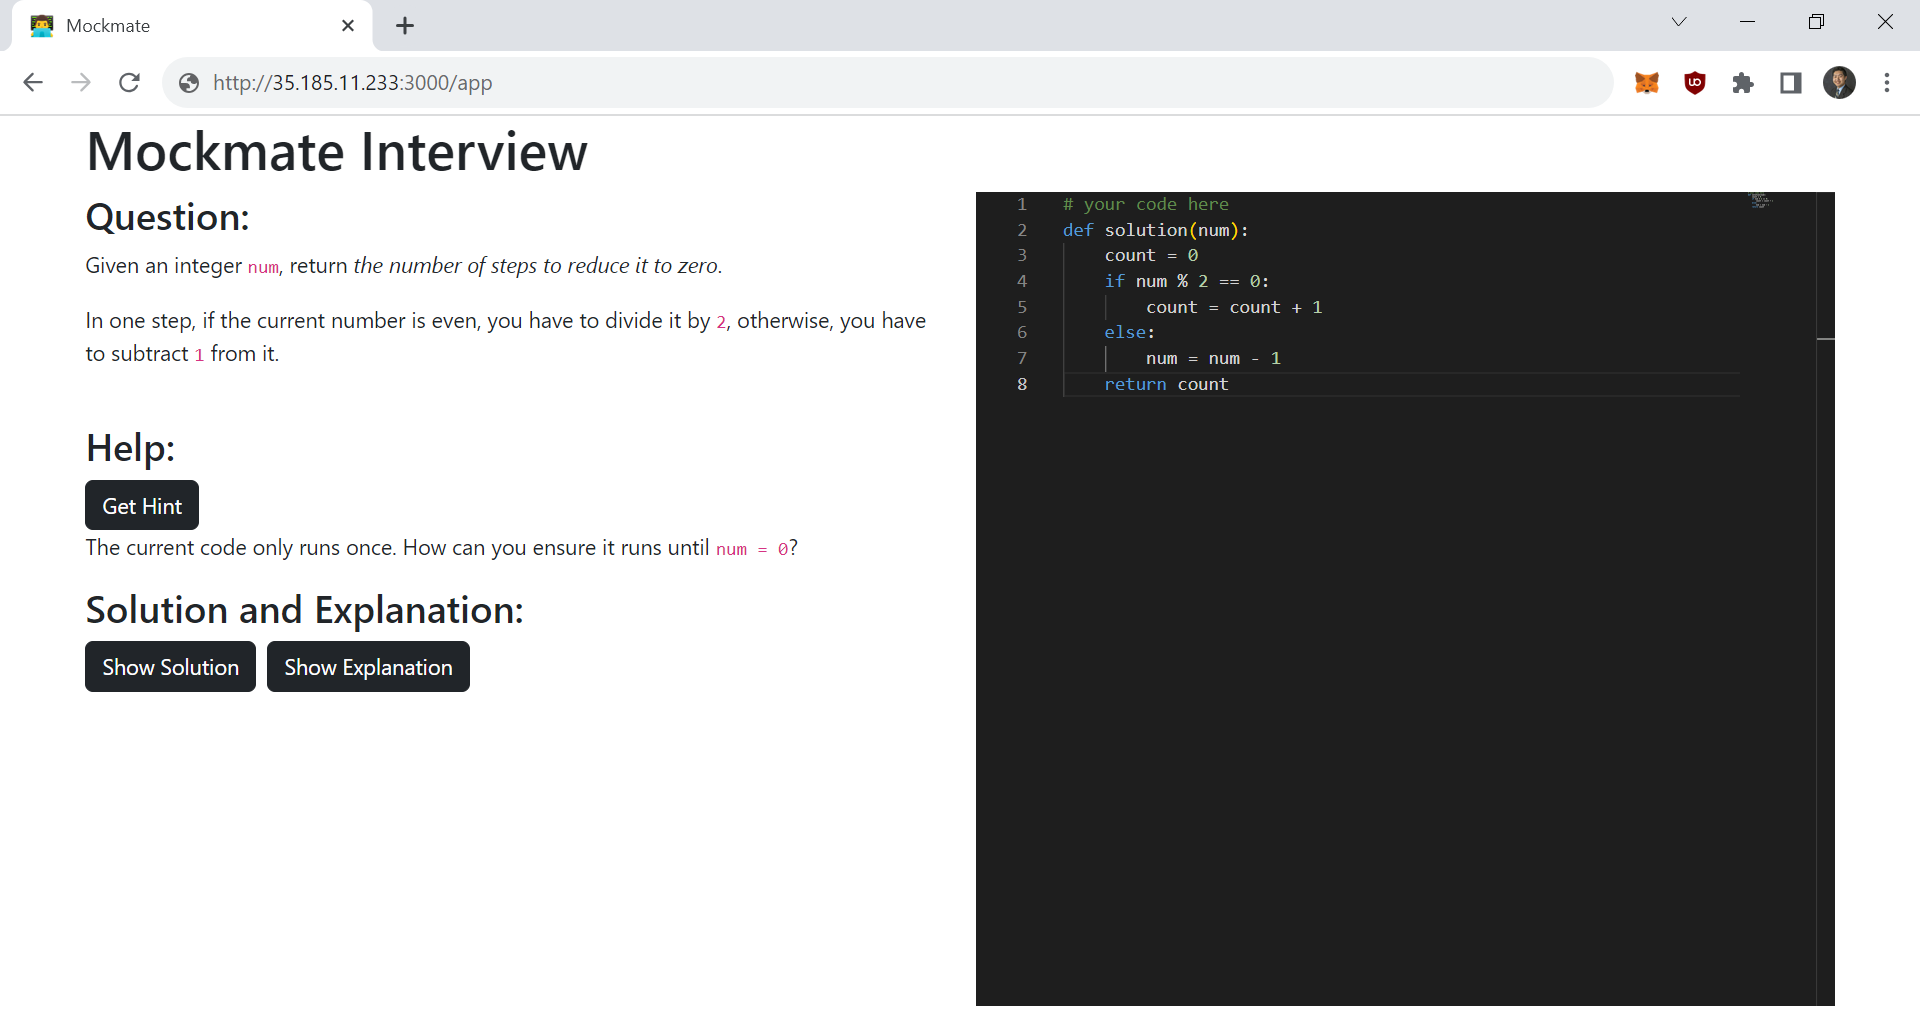 Mockmate
http://35.185.11.233:3000/app
Mockmate Interview
Question:
Given an integer num, return the number of steps to reduce it to zero.
In one step, if the current number is even, you have to divide it by 2, otherwise, you have
to subtract 1 from it.
Help:
Get Hint
The current code only runs once. How can you ensure it runs until num = 0?
Solution and Explanation:
Show Solution
Show Explanation
1 # your code here
2 def solution(num):
3     count = 0
4     if num % 2 == 0:
5         count = count + 1
6     else:
7         num = num - 1
8     return count